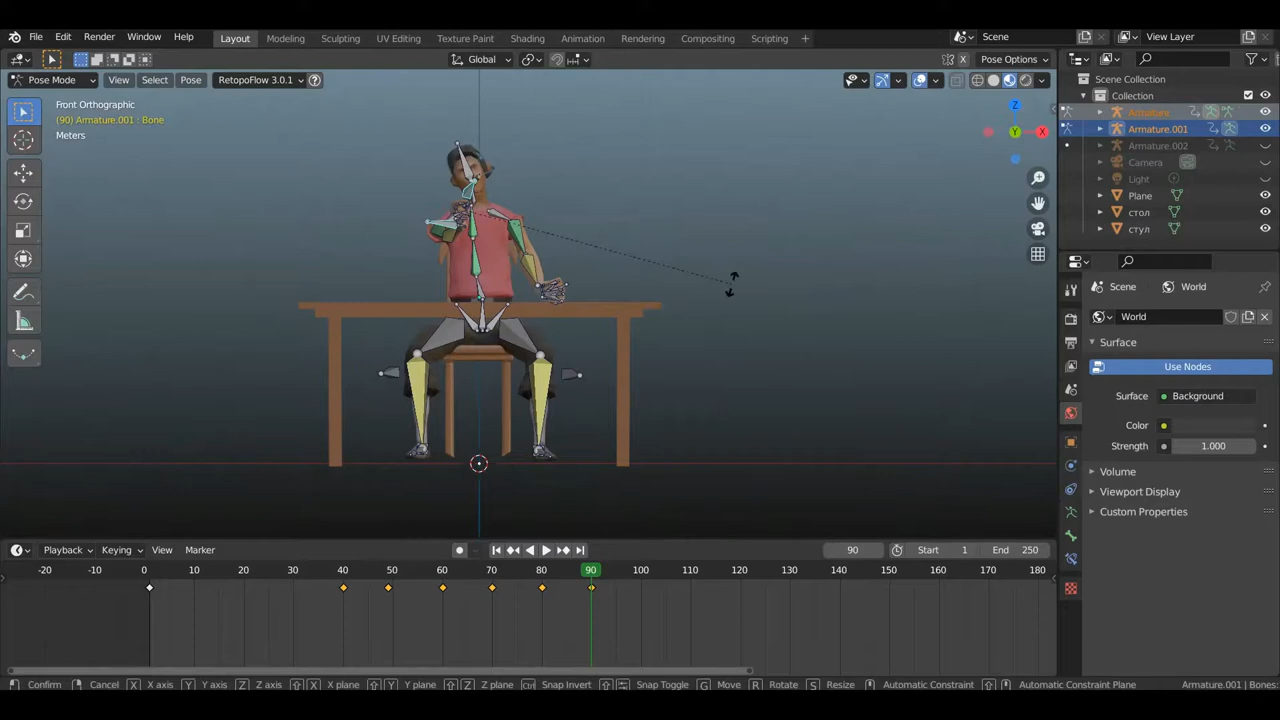 File Edit Render Window Help Layout Modeling Sculpting UV Editing Texture Paint Shading Animation Rendering Compositing Scripting + Scene View Layer
Global X Pose Options
Pose Mode View Select Pose RetopoFlow 3.0.1
Front Orthographic
(90) Armature.001 : Bone
Meters
Z
Y
X
Scene Collection
Collection
Armature
Armature.001
Armature.002
Camera
Light
Plane
стол
стул
Scene World
World
Surface
Use Nodes
Surface Background
Color
Strength 1.000
Volume
Viewport Display
Custom Properties
Playback Keying View Marker 90 Start 1 End 250
-20 -10 0 10 20 30 40 50 60 70 80 90 100 110 120 130 140 150 160 170 180
Confirm Cancel X X axis Y Y axis Z Z axis X X plane Y Y plane Z Z plane Ctrl Snap Invert Snap Toggle G Move R Rotate S Resize Automatic Constraint Automatic Constraint Plane Armature.001 | Bones: